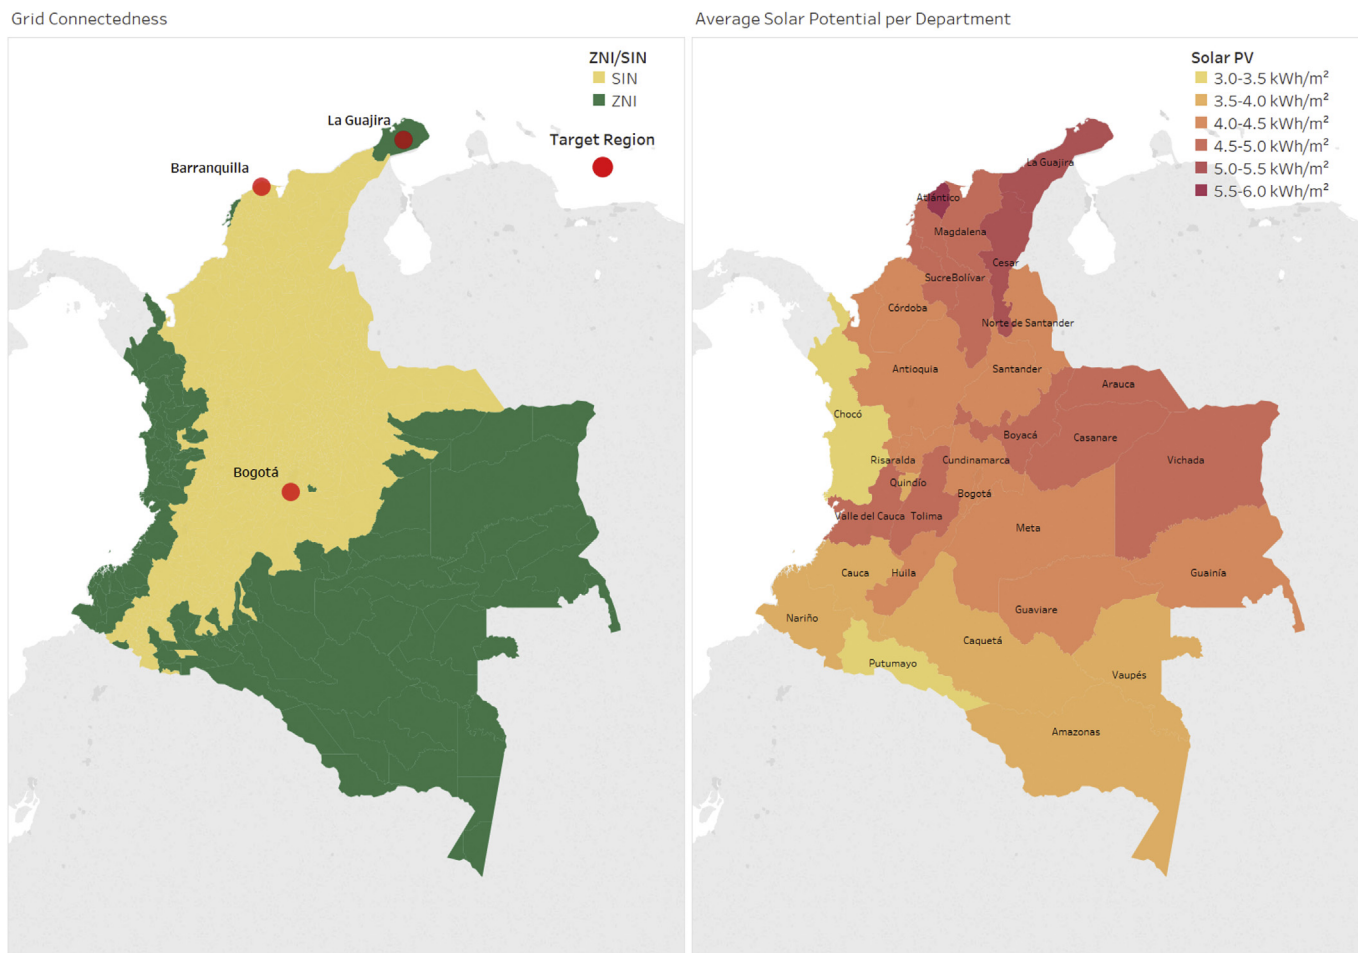 Grid Connectedness
ZNI/SIN
SIN
ZNI
La Guajira
Target Region
Barranquilla
Bogotá
Average Solar Potential per Department
Solar PV
3.0-3.5 kWh/m²
3.5-4.0 kWh/m²
4.0-4.5 kWh/m²
4.5-5.0 kWh/m²
5.0-5.5 kWh/m²
5.5-6.0 kWh/m²
La Guajira
Atlántico
Magdalena
Cesar
Sucre
Bolívar
Córdoba
Norte de Santander
Antioquia
Santander
Arauca
Chocó
Boyacá
Casanare
Risaralda
Cundinamarca
Vichada
Quindío
Bogotá
Valle del Cauca
Tolima
Meta
Cauca
Huila
Guainía
Nariño
Guaviare
Caquetá
Putumayo
Vaupés
Amazonas